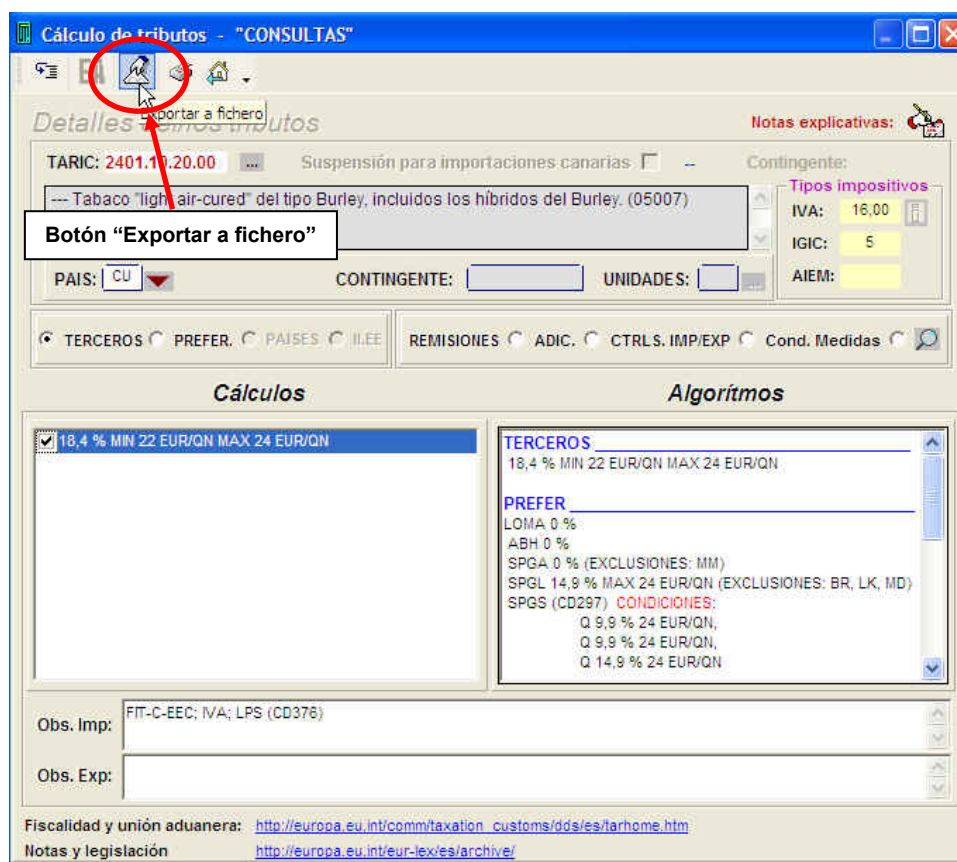 Cálculo de tributos - "CONSULTAS"
Exportar a fichero
Detalles tributos
Notas explicativas:
TARIC: 2401.10.20.00 ... Suspensión para importaciones canarias -- Contingente:
--- Tabaco "light air-cured" del tipo Burley, incluidos los híbridos del Burley. (05007)
Tipos impositivos
IVA: 16,00
Botón “Exportar a fichero”
IGIC: 5
PAIS: CU CONTINGENTE: UNIDADES: ... AIEM:
TERCEROS PREFER. PAISES II.EE REMISIONES ADIC. CTRLS. IMP/EXP Cond. Medidas
Cálculos
Algorítmos
18,4 % MIN 22 EUR/QN MAX 24 EUR/QN
TERCEROS
18,4 % MIN 22 EUR/QN MAX 24 EUR/QN
PREFER
LOMA 0 %
ABH 0 %
SPGA 0 % (EXCLUSIONES: MM)
SPGL 14,9 % MAX 24 EUR/QN (EXCLUSIONES: BR, LK, MD)
SPGS (CD297) CONDICIONES:
Q 9,9 % 24 EUR/QN,
Q 9,9 % 24 EUR/QN,
Q 14,9 % 24 EUR/QN
Obs. Imp: FIT-C-EEC; IVA; LPS (CD376)
Obs. Exp:
Fiscalidad y unión aduanera: http://europa.eu.int/comm/taxation_customs/dds/es/tarhome.htm
Notas y legislación http://europa.eu.int/eur-lex/es/archive/